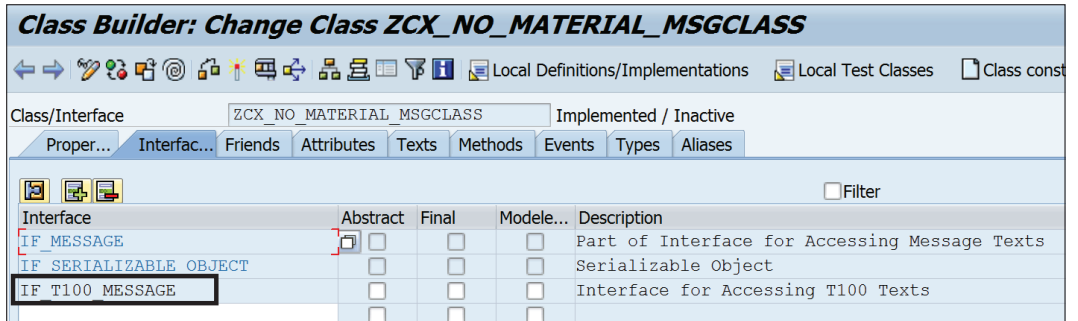 Class Builder: Change Class ZCX_NO_MATERIAL_MSGCLASS
Local Definitions/Implementations Local Test Classes Class const
Class/Interface ZCX_NO_MATERIAL_MSGCLASS Implemented / Inactive
Proper... Interfac... Friends Attributes Texts Methods Events Types Aliases
Filter
Interface Abstract Final Modele... Description
IF_MESSAGE Part of Interface for Accessing Message Texts
IF_SERIALIZABLE_OBJECT Serializable Object
IF_T100_MESSAGE Interface for Accessing T100 Texts